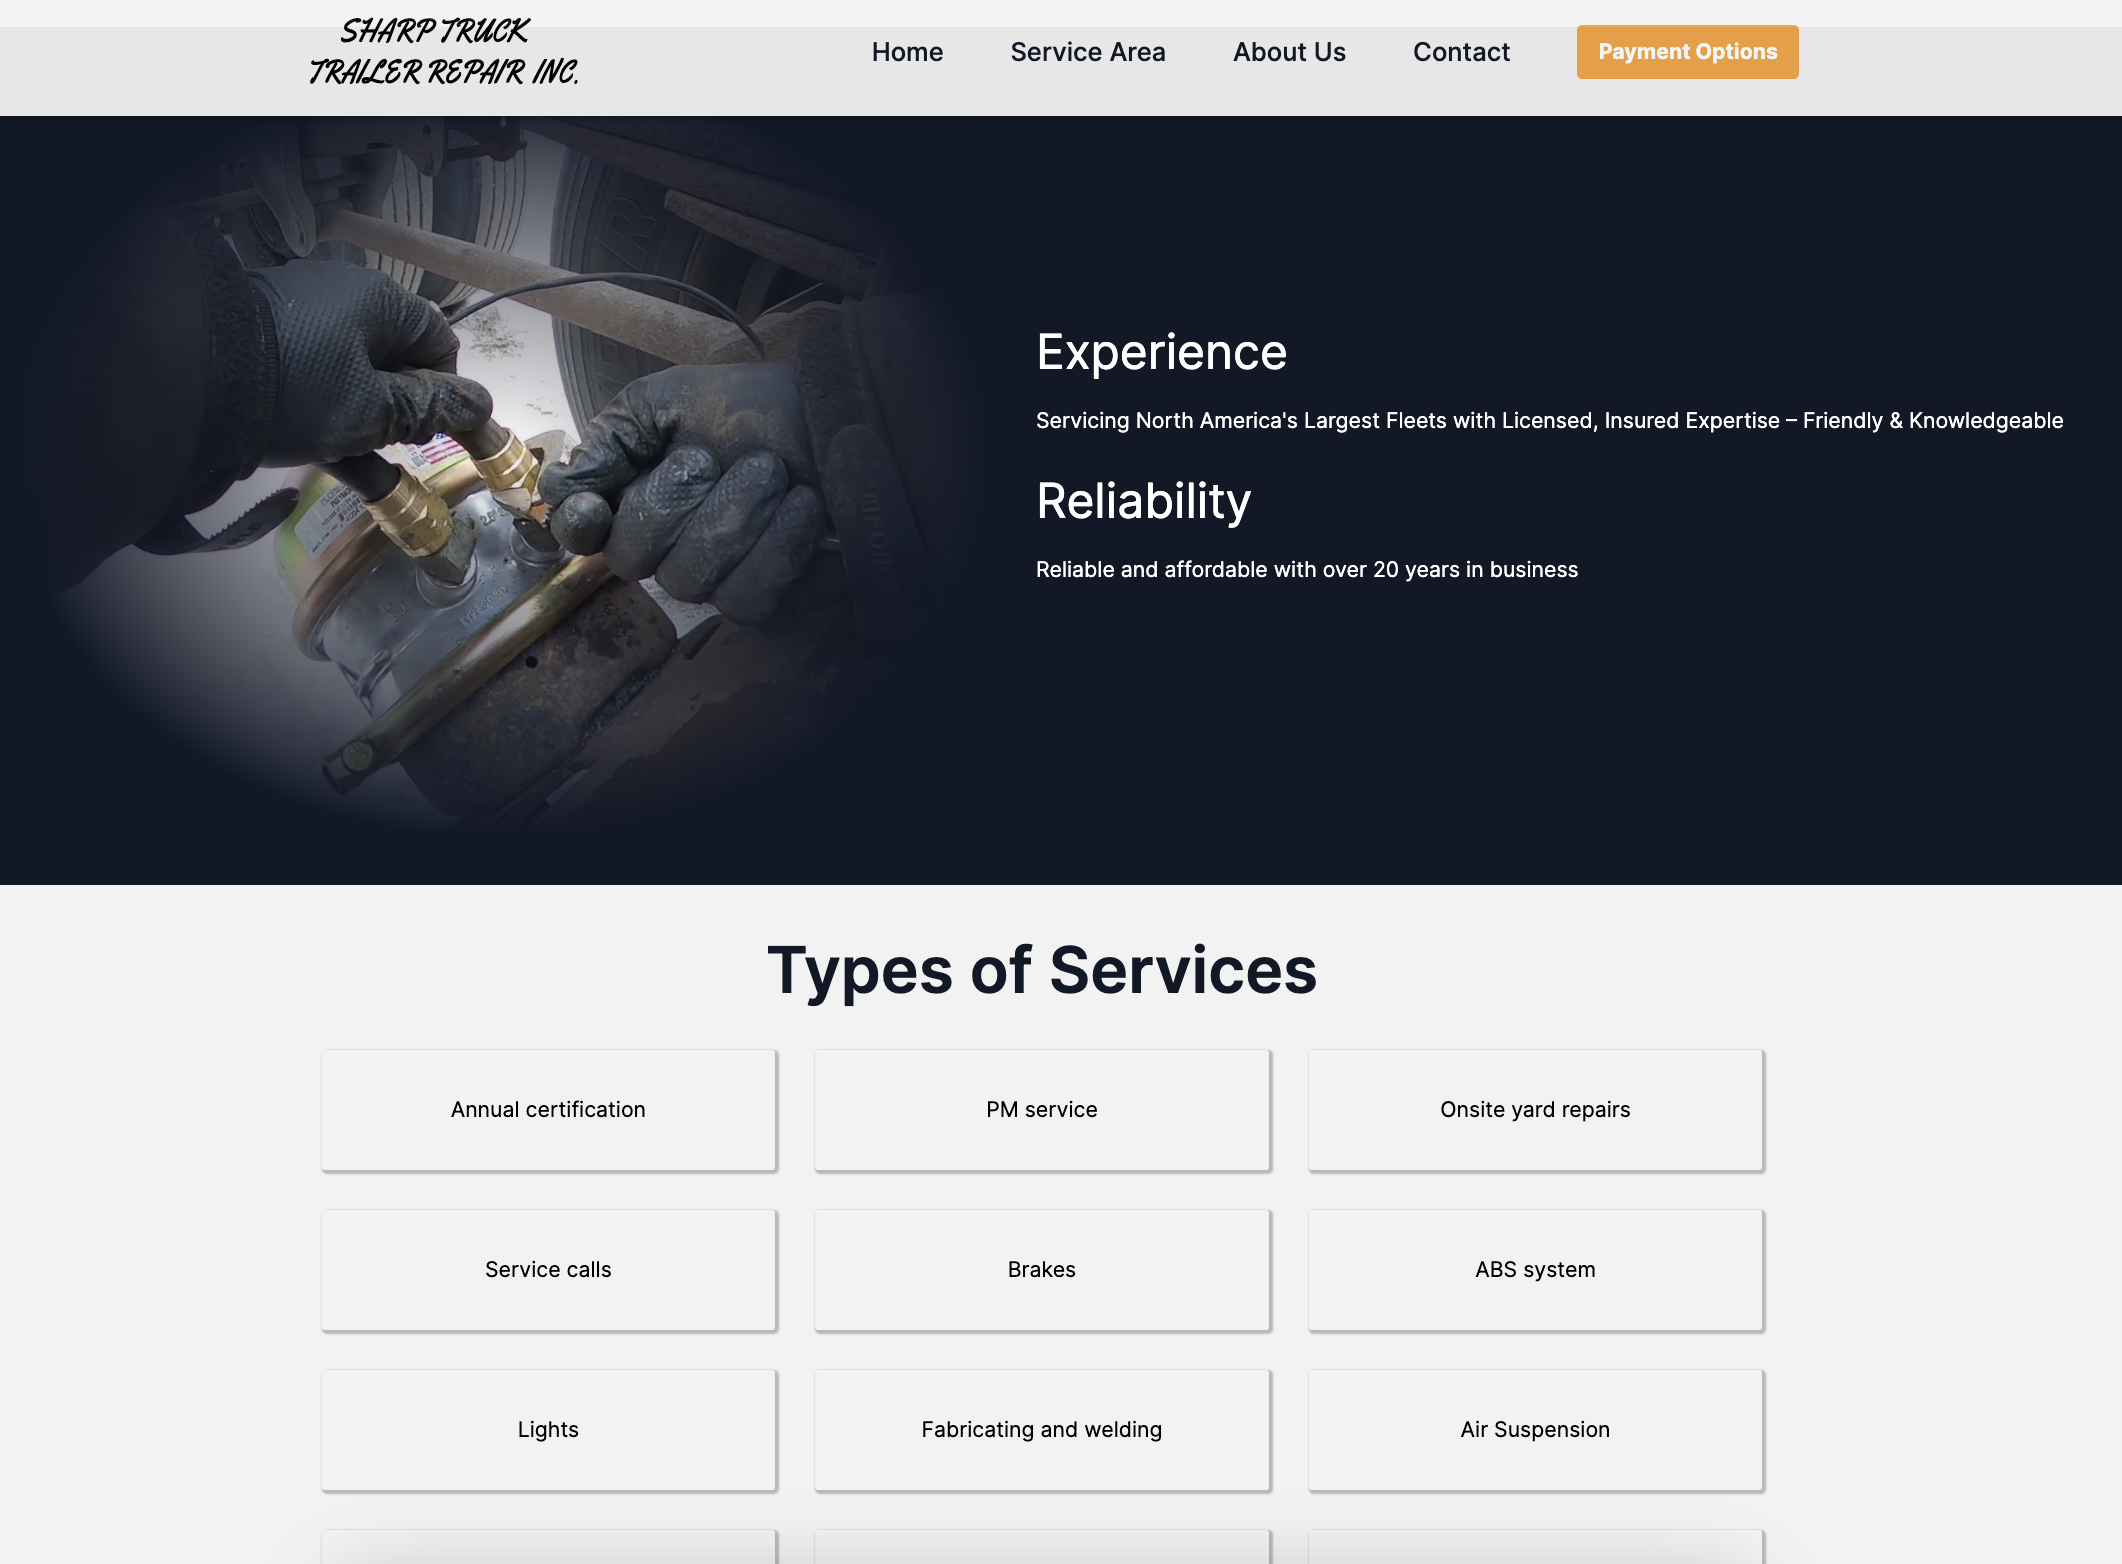 SHARP TRUCK
TRAILER REPAIR INC.
Home
Service Area
About Us
Contact
Payment Options
Experience
Servicing North America's Largest Fleets with Licensed, Insured Expertise – Friendly & Knowledgeable
Reliability
Reliable and affordable with over 20 years in business
Types of Services
Annual certification
PM service
Onsite yard repairs
Service calls
Brakes
ABS system
Lights
Fabricating and welding
Air Suspension